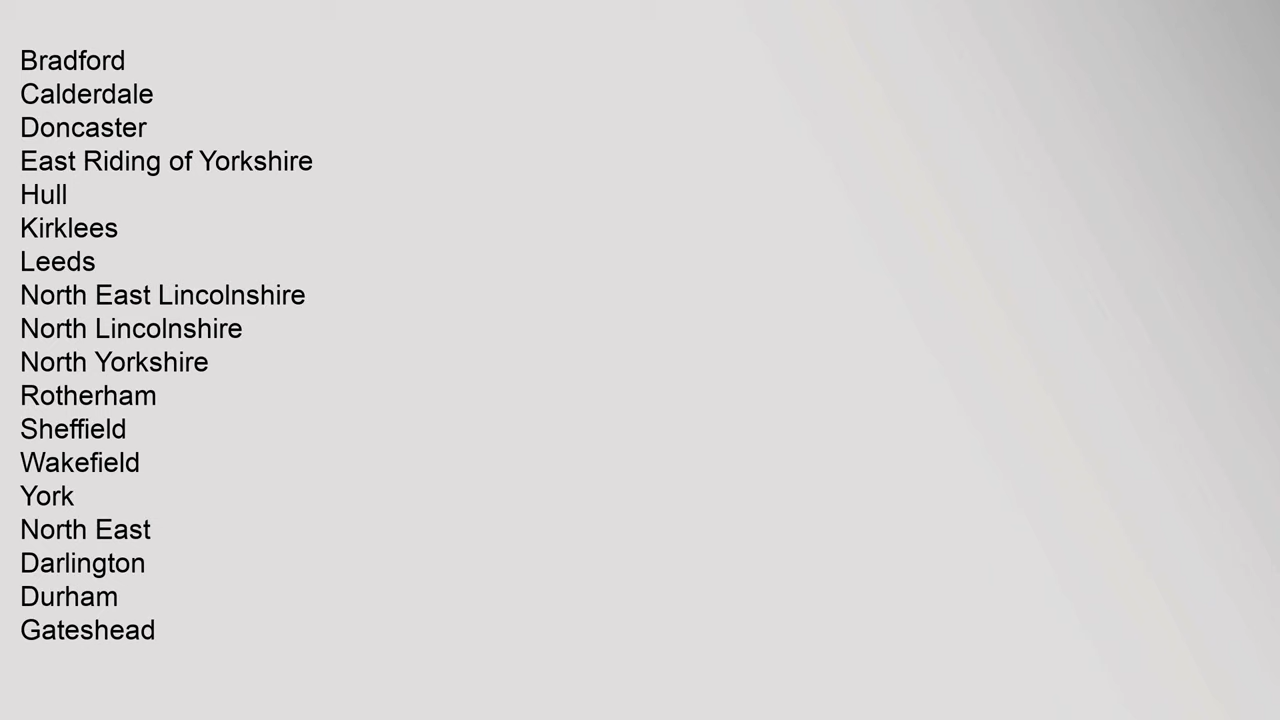 Bradford
Calderdale
Doncaster
East Riding of Yorkshire
Hull
Kirklees
Leeds
North East Lincolnshire
North Lincolnshire
North Yorkshire
Rotherham
Sheffield
Wakefield
York
North East
Darlington
Durham
Gateshead